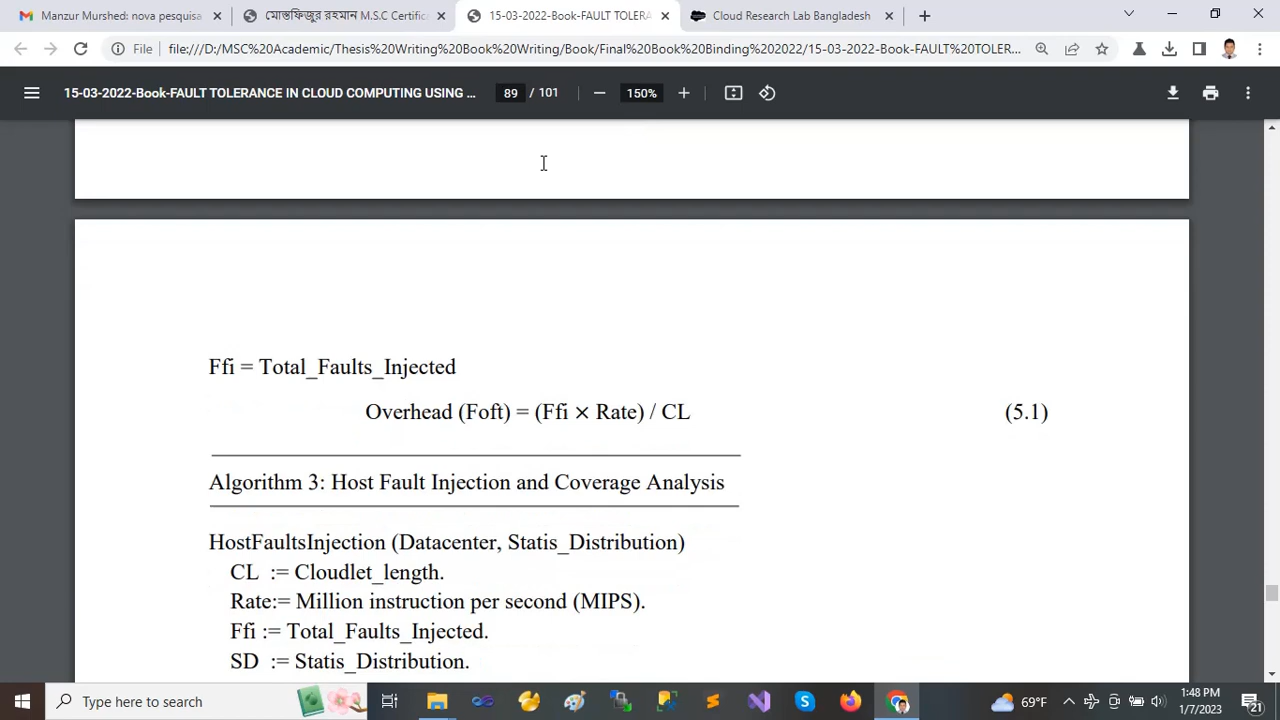 Manzur Murshed: nova pesquisa
মোস্তফিজুর রহমান M.S.C Certific
15-03-2022-Book-FAULT TOLERA
Cloud Research Lab Bangladesh
File
file:///D:/MSC%20Academic/Thesis%20Writing%20Book%20Writing/Book/Final%20Book%20Binding%202022/15-03-2022-Book-FAULT%20TOLER...
15-03-2022-Book-FAULT TOLERANCE IN CLOUD COMPUTING USING ...
89 / 101
150%
Ffi = Total_Faults_Injected
Overhead (Foft) = (Ffi × Rate) / CL (5.1)
Algorithm 3: Host Fault Injection and Coverage Analysis
HostFaultsInjection (Datacenter, Statis_Distribution)
CL := Cloudlet_length.
Rate:= Million instruction per second (MIPS).
Ffi := Total_Faults_Injected.
SD := Statis_Distribution.
Type here to search
69°F
1:48 PM
1/7/2023
21